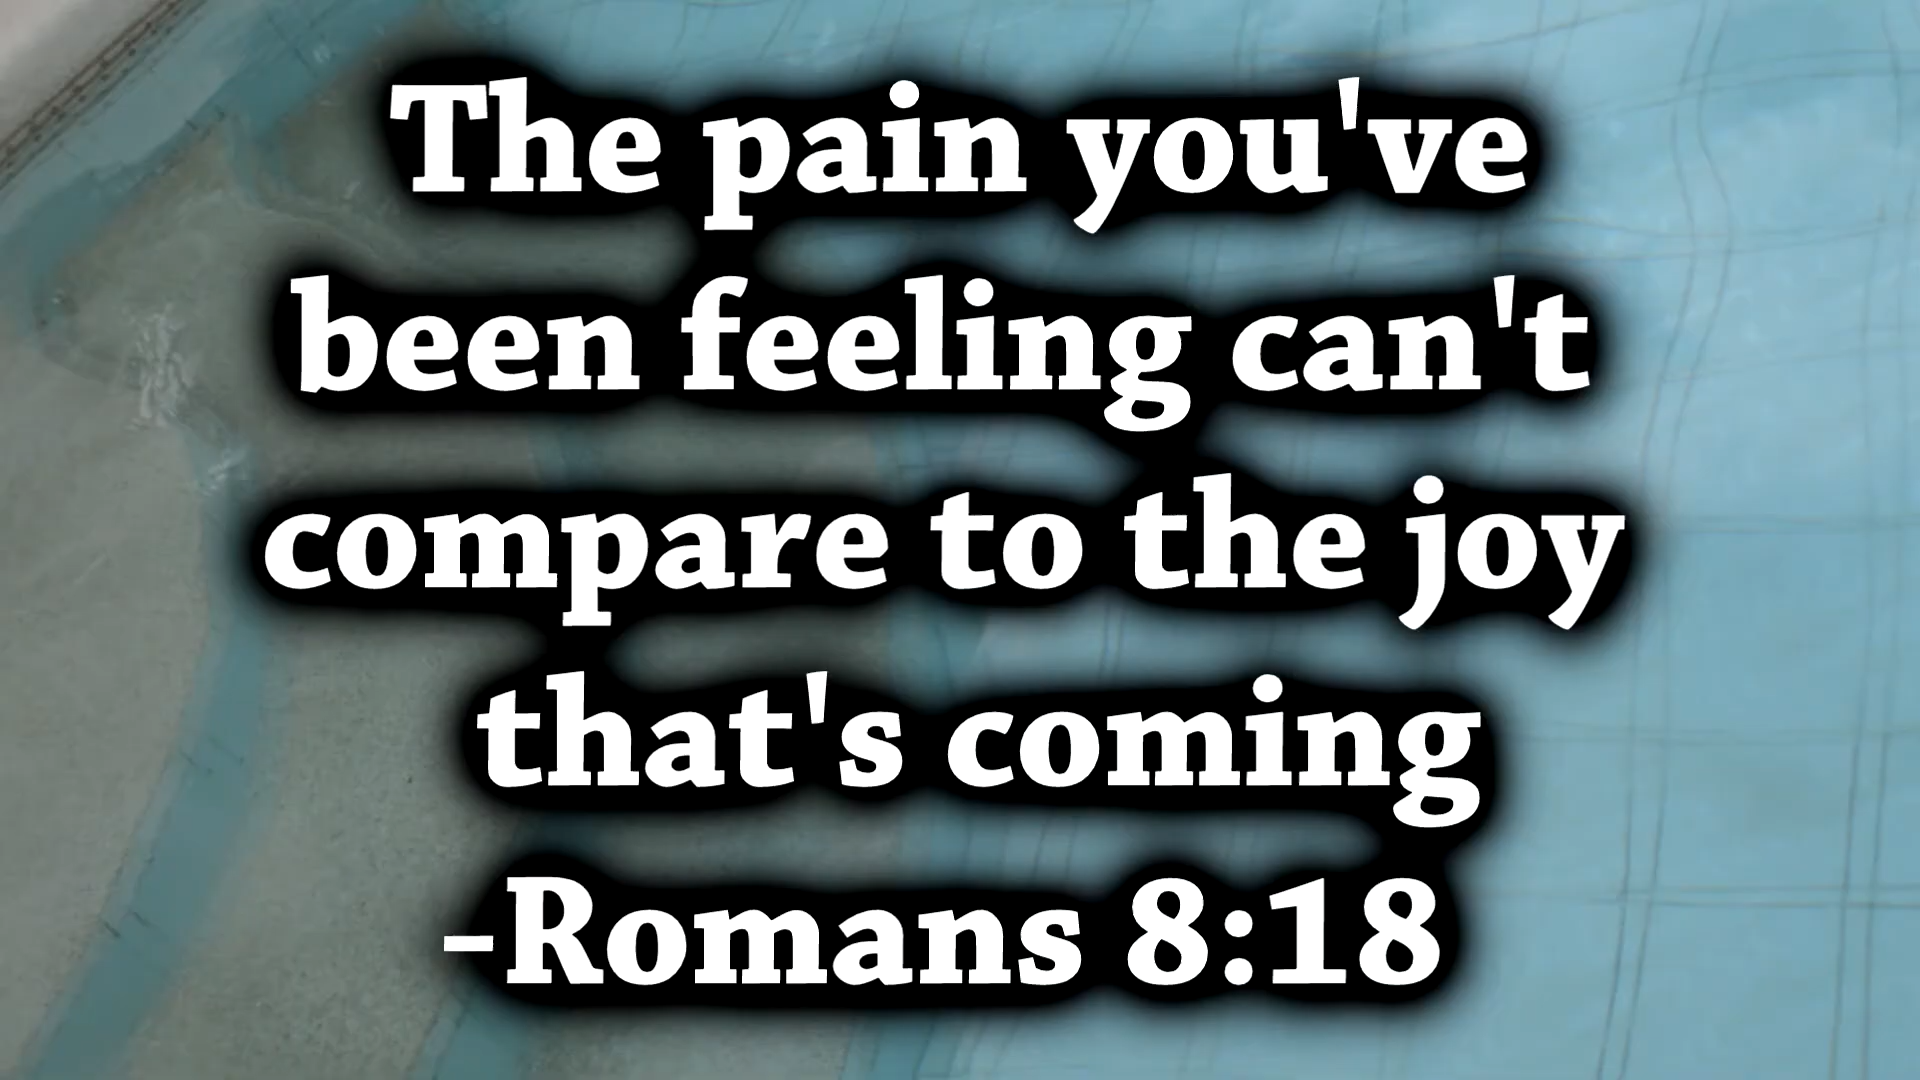 The pain you've
been feeling can't
compare to the joy
that's coming
-Romans 8:18